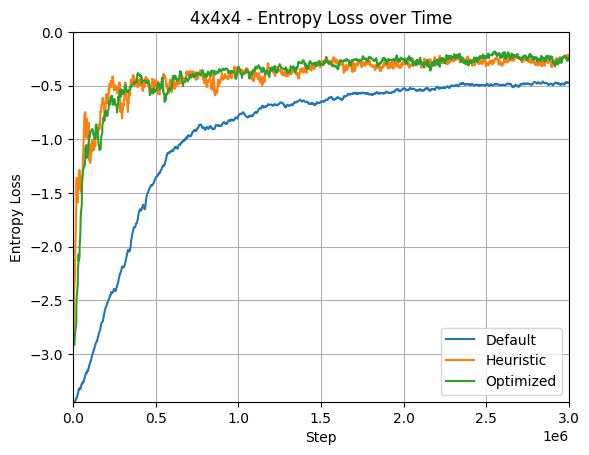 4x4x4 - Entropy Loss over Time
Entropy Loss
0.0
−0.5
−1.0
−1.5
−2.0
−2.5
−3.0
Default
Heuristic
Optimized
0.0 0.5 1.0 1.5 2.0 2.5 3.0
Step
1e6